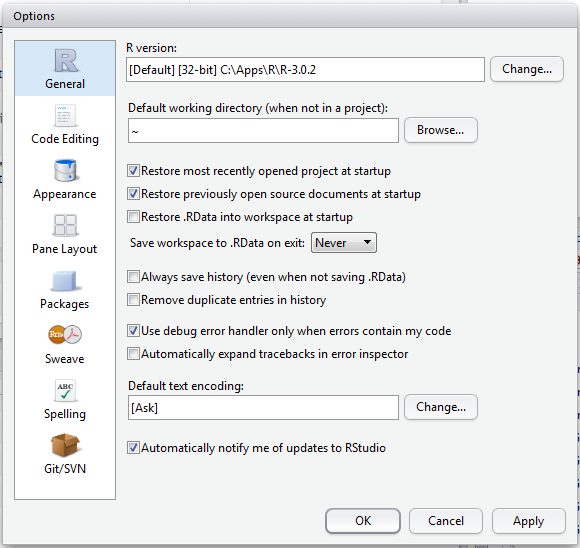 Options
R version:
[Default] [32-bit] C:\Apps\R\R-3.0.2
Change...
Default working directory (when not in a project):
~
Browse...
Restore most recently opened project at startup
Restore previously open source documents at startup
Restore .RData into workspace at startup
Save workspace to .RData on exit: Never
Always save history (even when not saving .RData)
Remove duplicate entries in history
Use debug error handler only when errors contain my code
Automatically expand tracebacks in error inspector
Default text encoding:
[Ask]
Change...
Automatically notify me of updates to RStudio
R
General
Code Editing
Appearance
Pane Layout
Packages
Rnw
Sweave
ABC
Spelling
Git/SVN
OK
Cancel
Apply